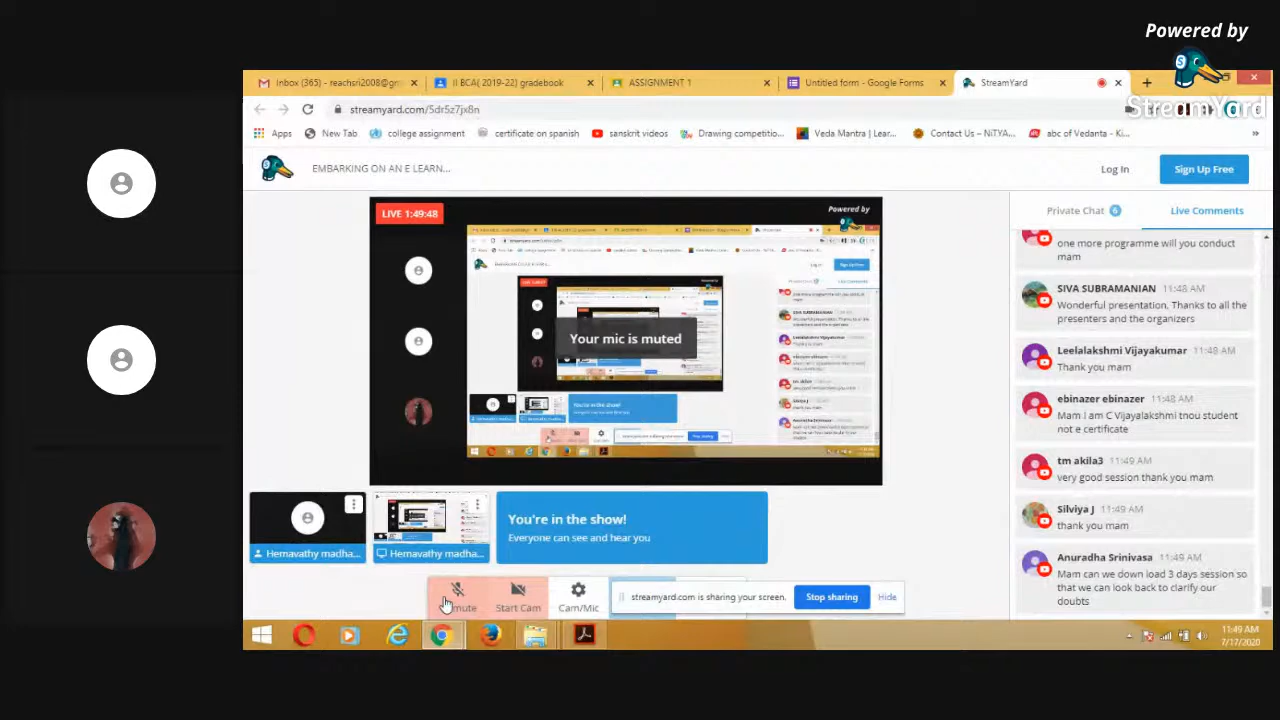 Powered by
StreamYard
Inbox (365) - reachsri2008@gm
II BCA( 2019-22) gradebook
ASSIGNMENT 1
Untitled form - Google Forms
StreamYard
streamyard.com/5dr5z7jx8n
Apps
New Tab
college assignment
certificate on spanish
sanskrit videos
Drawing competitio...
Veda Mantra | Lear...
Contact Us – NiTYA...
abc of Vedanta - Ki...
EMBARKING ON AN E LEARN...
Log In
Sign Up Free
LIVE 1:49:48
Powered by
Your mic is muted
Private Chat 6
Live Comments
one more programme will you conduct
mam
SIVA SUBRAMANIAN 11:48 AM
Wonderful presentation. Thanks to all the
presenters and the organizers
Leelalakshmi Vijayakumar 11:49 AM
Thank you mam
ebinazer ebinazer 11:48 AM
Mam I am C Vijayalakshmi thou student
not e certificate
tm akila3 11:49 AM
very good session thank you mam
Silviya J 11:49 AM
thank you mam
Anuradha Srinivasa 11:49 AM
Mam can we down load 3 days session so
that we can look back to clarify our
doubts
Hemavathy madha...
Hemavathy madha...
You're in the show!
Everyone can see and hear you
Start Cam
Cam/Mic
streamyard.com is sharing your screen.
Stop sharing
Hide
11:49 AM
7/17/2020